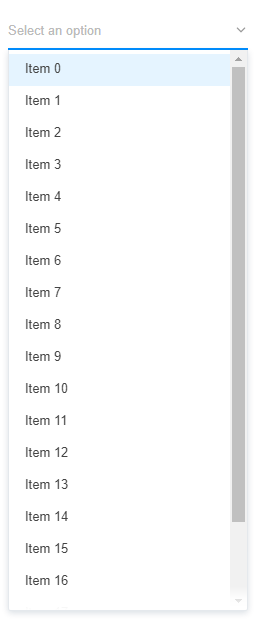 Select an option
Item 0
Item 1
Item 2
Item 3
Item 4
Item 5
Item 6
Item 7
Item 8
Item 9
Item 10
Item 11
Item 12
Item 13
Item 14
Item 15
Item 16